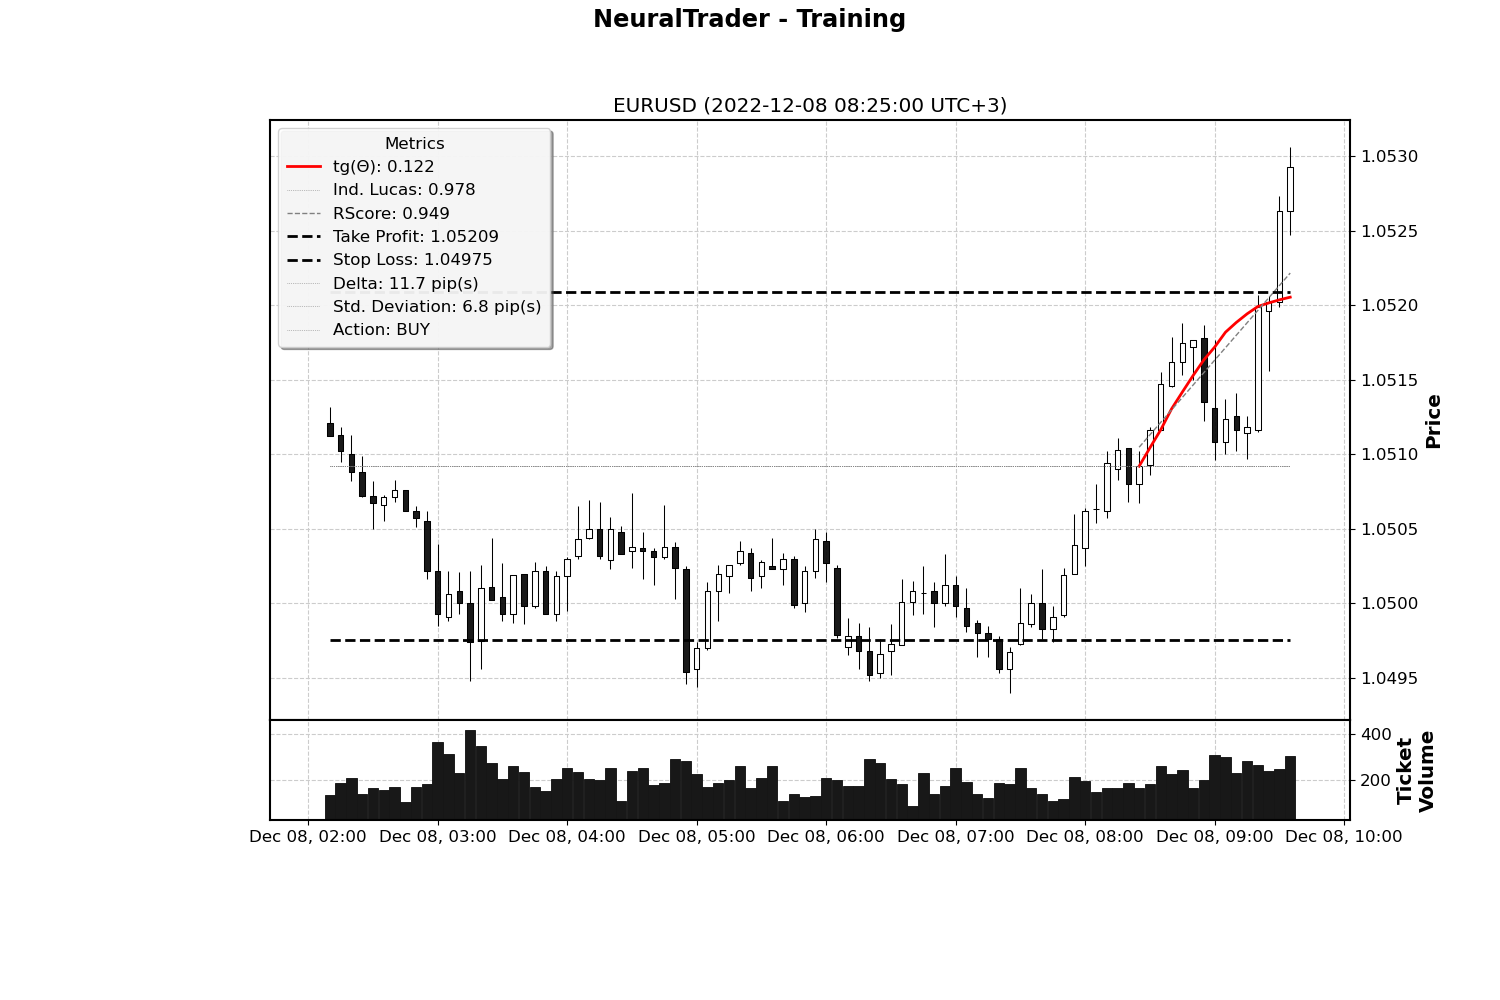 NeuralTrader - Training
EURUSD (2022-12-08 08:25:00 UTC+3)
Metrics
tg(Θ): 0.122
Ind. Lucas: 0.978
RScore: 0.949
Take Profit: 1.05209
Stop Loss: 1.04975
Delta: 11.7 pip(s)
Std. Deviation: 6.8 pip(s)
Action: BUY
1.0530
1.0525
1.0520
1.0515
1.0510
1.0505
1.0500
1.0495
Price
400
200
Ticket
Volume
Dec 08, 02:00 Dec 08, 03:00 Dec 08, 04:00 Dec 08, 05:00 Dec 08, 06:00 Dec 08, 07:00 Dec 08, 08:00 Dec 08, 09:00 Dec 08, 10:00